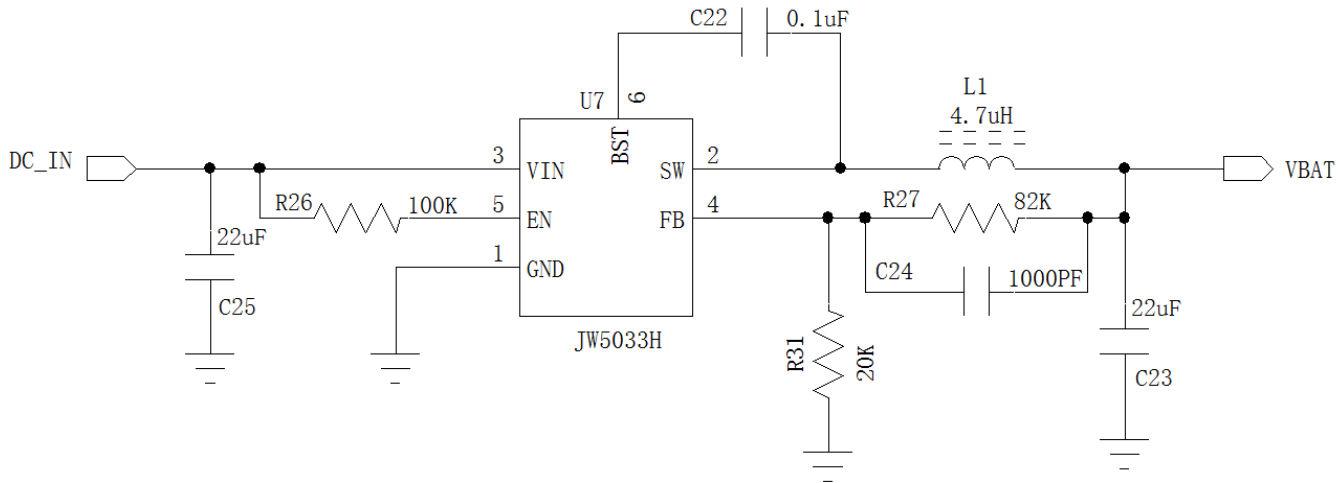 C22 0.1uF
U7 6
L1
4.7uH
BST
DC_IN 3 VIN SW 2 VBAT
R26 100K 5 EN FB 4 R27 82K
22uF 1 GND C24 1000PF
C25 22uF
JW5033H R31 20K C23